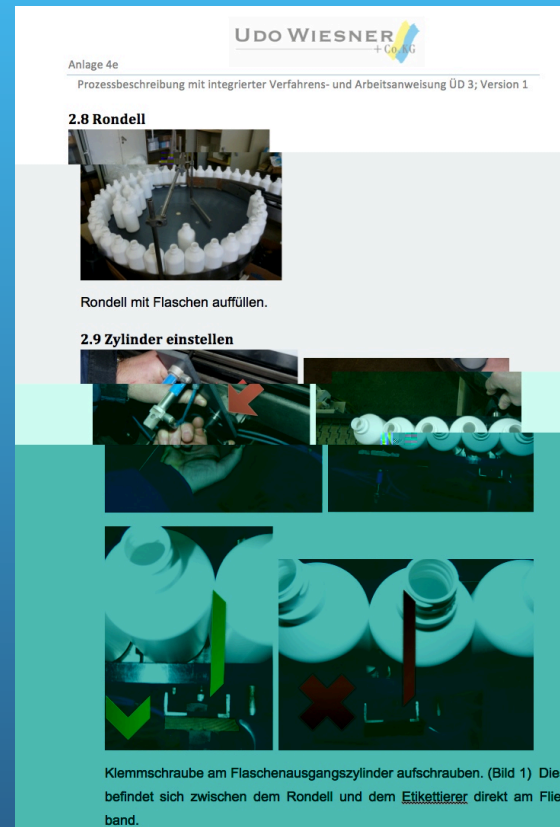 UDO WIESNER
+ Co.KG
Anlage 4e
Prozessbeschreibung mit integrierter Verfahrens- und Arbeitsanweisung ÜD 3; Version 1
2.8 Rondell
Rondell mit Flaschen auffüllen.
2.9 Zylinder einstellen
Klemmschraube am Flaschenausgangszylinder aufschrauben. (Bild 1) Die
befindet sich zwischen dem Rondell und dem Etikettierer direkt am Flie
band.